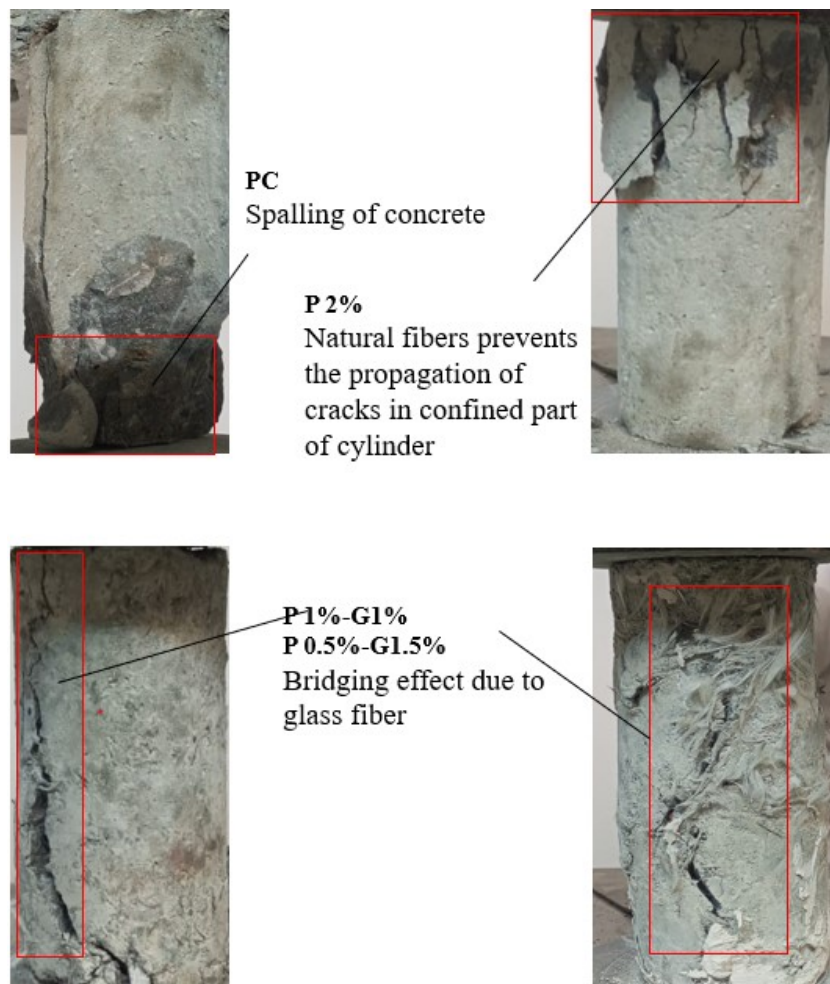 PC
Spalling of concrete
P 2%
Natural fibers prevents
the propagation of
cracks in confined part
of cylinder
P 1%-G1%
P 0.5%-G1.5%
Bridging effect due to
glass fiber